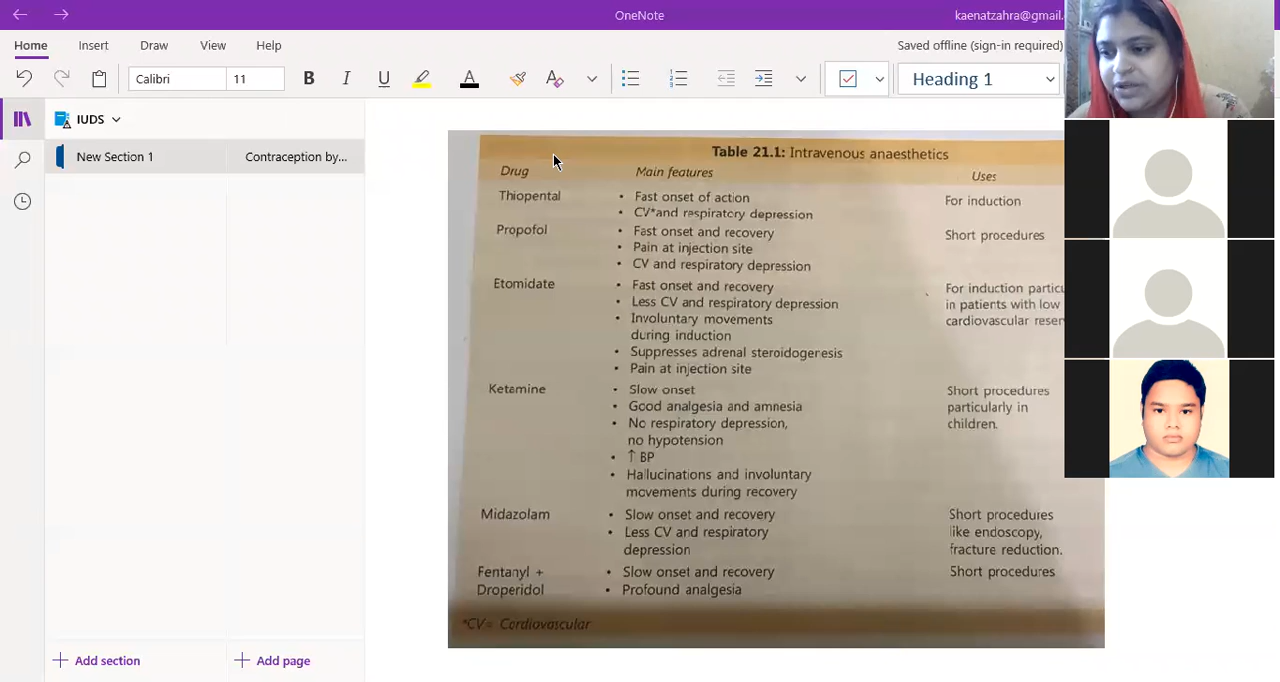 OneNote
kaenatzahra@gmail.
Home Insert Draw View Help
Saved offline (sign-in required)
Calibri 11 B I U A A Heading 1
IUDS
New Section 1 Contraception by...
Table 21.1: Intravenous anaesthetics
Drug Main features Uses
Thiopental • Fast onset of action For induction
• CV*and respiratory depression
Propofol • Fast onset and recovery Short procedures
• Pain at injection site
• CV and respiratory depression
Etomidate • Fast onset and recovery For induction particu
• Less CV and respiratory depression in patients with low
• Involuntary movements cardiovascular reser
during induction
• Suppresses adrenal steroidogenesis
• Pain at injection site
Ketamine • Slow onset Short procedures
• Good analgesia and amnesia particularly in
• No respiratory depression, children.
no hypotension
• ↑ BP
• Hallucinations and involuntary
movements during recovery
Midazolam • Slow onset and recovery Short procedures
• Less CV and respiratory like endoscopy,
depression fracture reduction.
Fentanyl + • Slow onset and recovery Short procedures
Droperidol • Profound analgesia
*CV= Cardiovascular
+ Add section + Add page